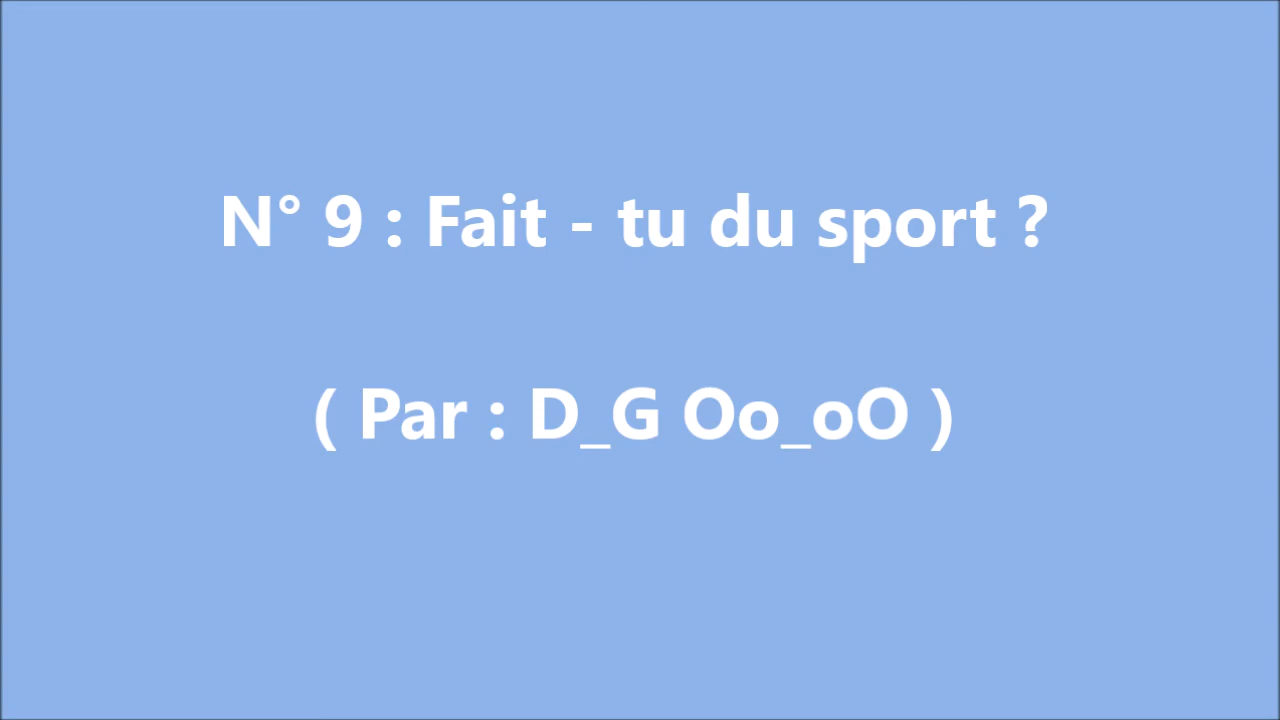 N° 9 : Fait - tu du sport ?
( Par : D_G Oo_oO )